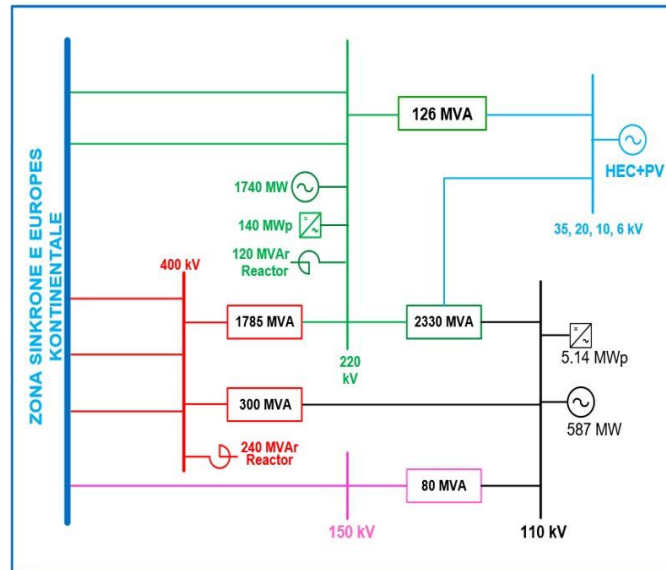 ZONA SINKRONE E EUROPES
KONTINENTALE
126 MVA
HEC+PV
1740 MW
140 MWp
35, 20, 10, 6 kV
120 MVAr
Reactor
400 kV
1785 MVA
2330 MVA
220
kV
5.14 MWp
300 MVA
587 MW
240 MVAr
Reactor
80 MVA
150 kV
110 kV